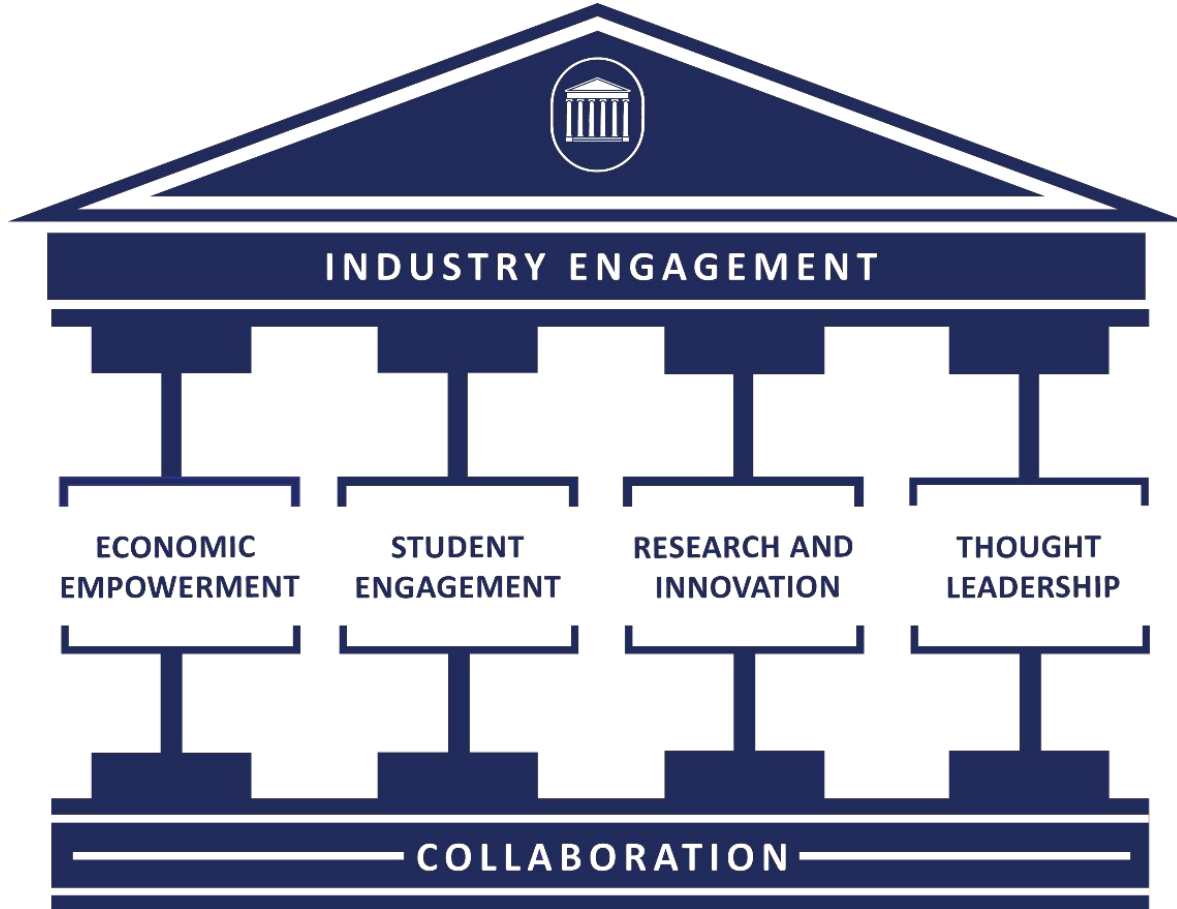 INDUSTRY ENGAGEMENT
ECONOMIC
EMPOWERMENT
STUDENT
ENGAGEMENT
RESEARCH AND
INNOVATION
THOUGHT
LEADERSHIP
COLLABORATION